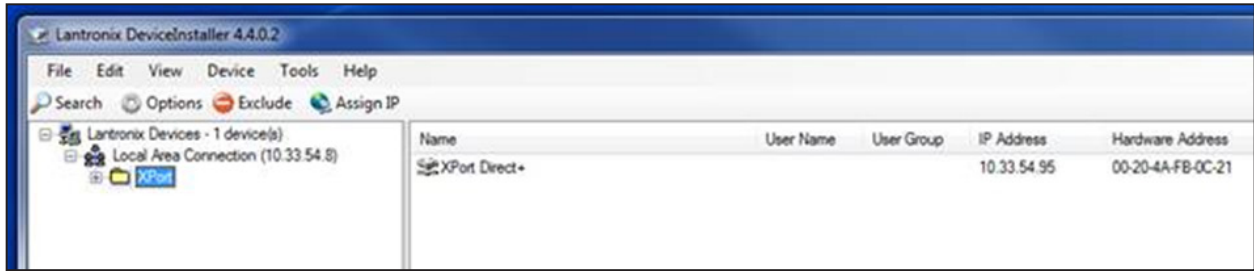 Lantronix DeviceInstaller 4.4.0.2
File Edit View Device Tools Help
Search Options Exclude Assign IP
Lantronix Devices - 1 device(s)
Local Area Connection (10.33.54.8)
XPort
Name User Name User Group IP Address Hardware Address
XPort Direct+ 10.33.54.95 00-20-4A-FB-0C-21